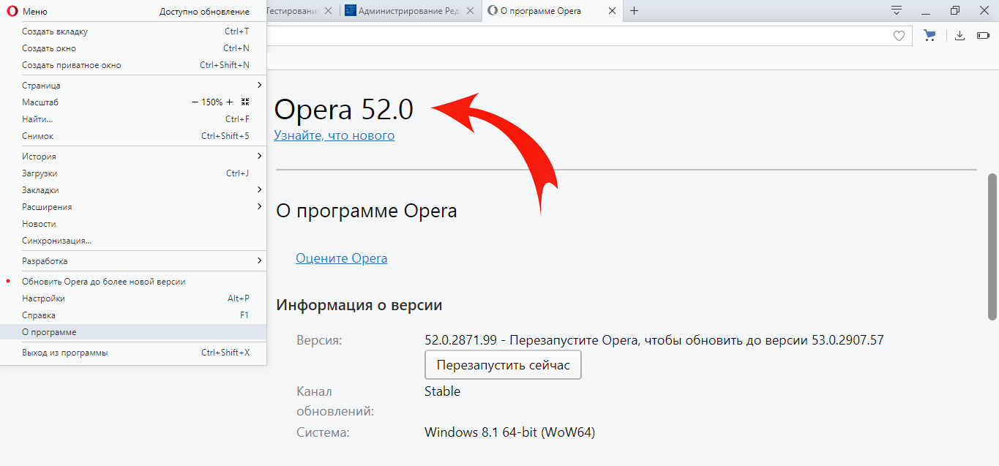 Меню Доступно обновление
Тестировани
Администрирование Ред
О программе Opera
Создать вкладку Ctrl+T
Создать окно Ctrl+N
Создать приватное окно Ctrl+Shift+N
Страница
Масштаб — 150% +
Найти... Ctrl+F
Снимок Ctrl+Shift+5
История
Загрузки Ctrl+J
Закладки
Расширения
Новости
Синхронизация...
Разработка
Обновить Opera до более новой версии
Настройки Alt+P
Справка F1
О программе
Выход из программы Ctrl+Shift+X
Opera 52.0
Узнайте, что нового
О программе Opera
Оцените Opera
Информация о версии
Версия: 52.0.2871.99 - Перезапустите Opera, чтобы обновить до версии 53.0.2907.57
Перезапустить сейчас
Канал Stable
обновлений:
Система: Windows 8.1 64-bit (WoW64)